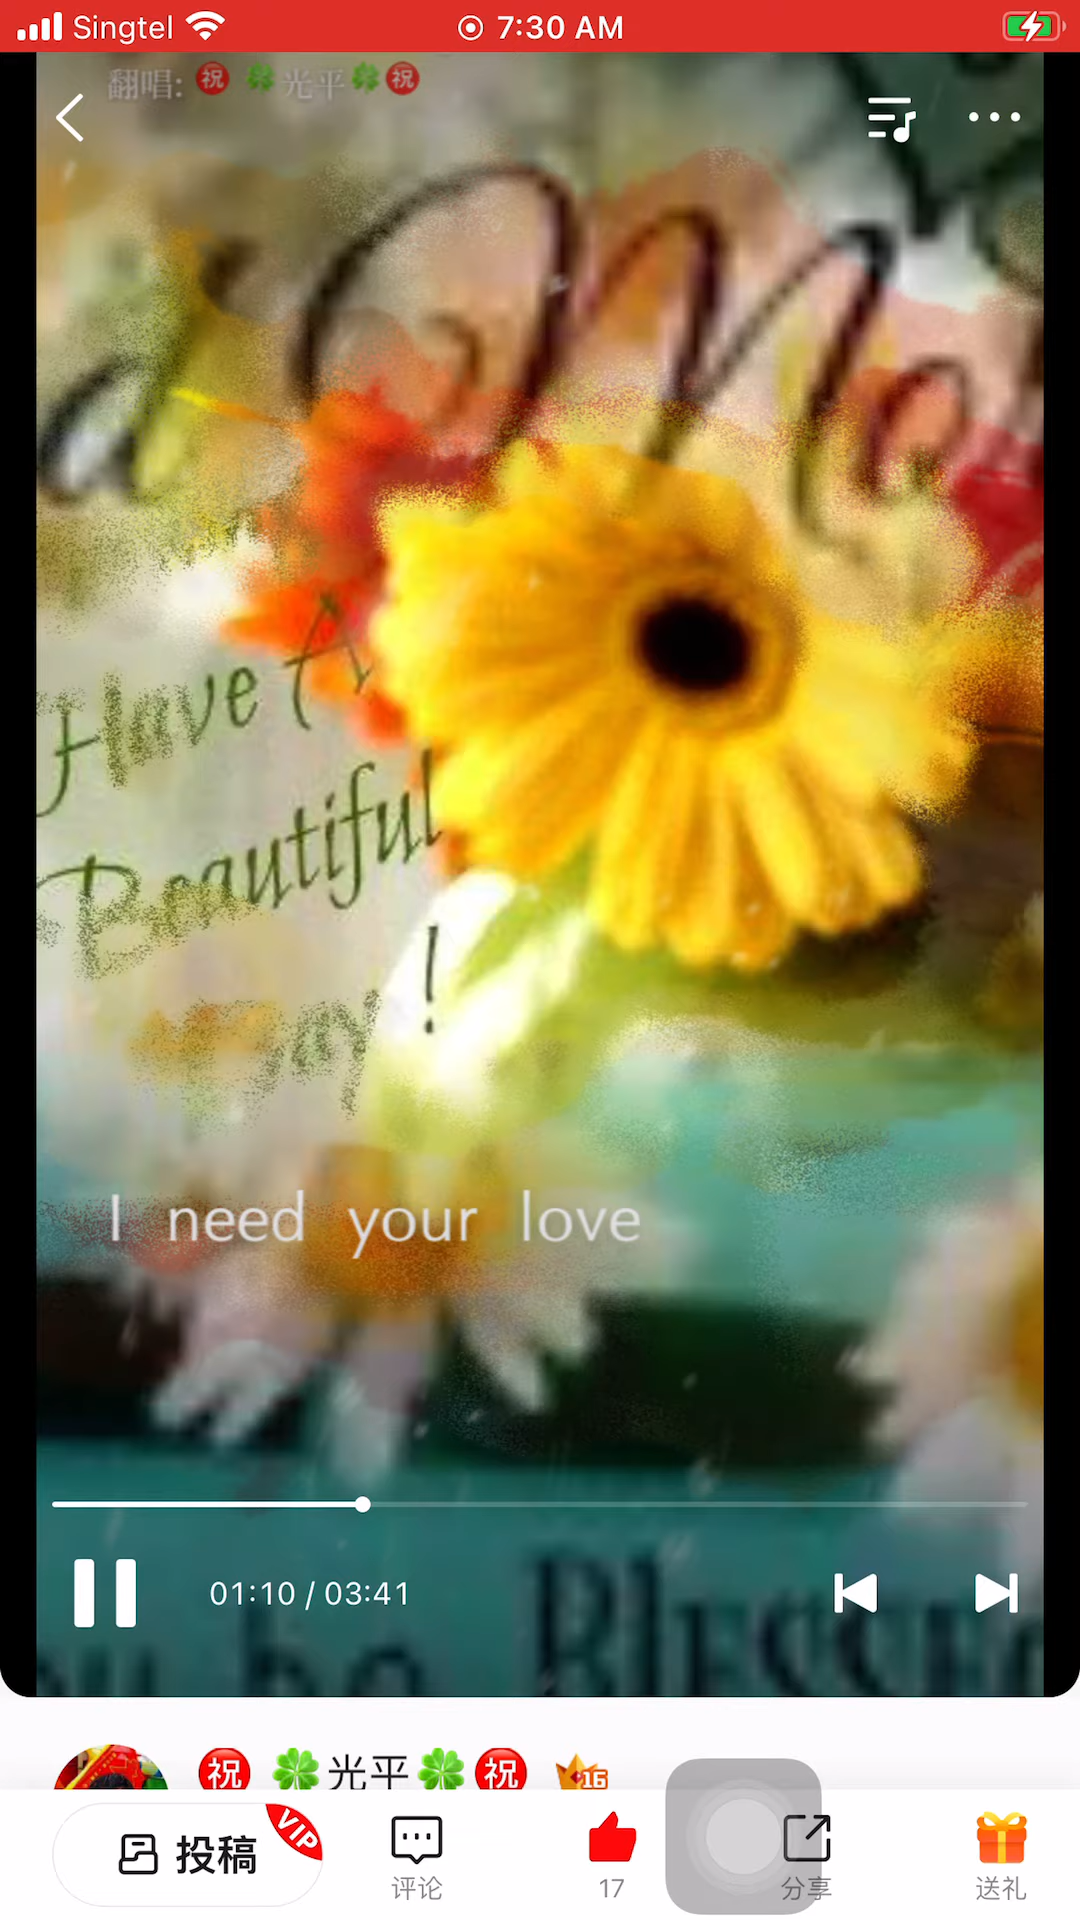 Singtel 7:30 AM
翻唱: 祝 光平 祝
Have A
Beautiful
Day !
I need your love
01:10 / 03:41
祝 光平 祝 16
投稿 VIP
评论 17 分享 送礼